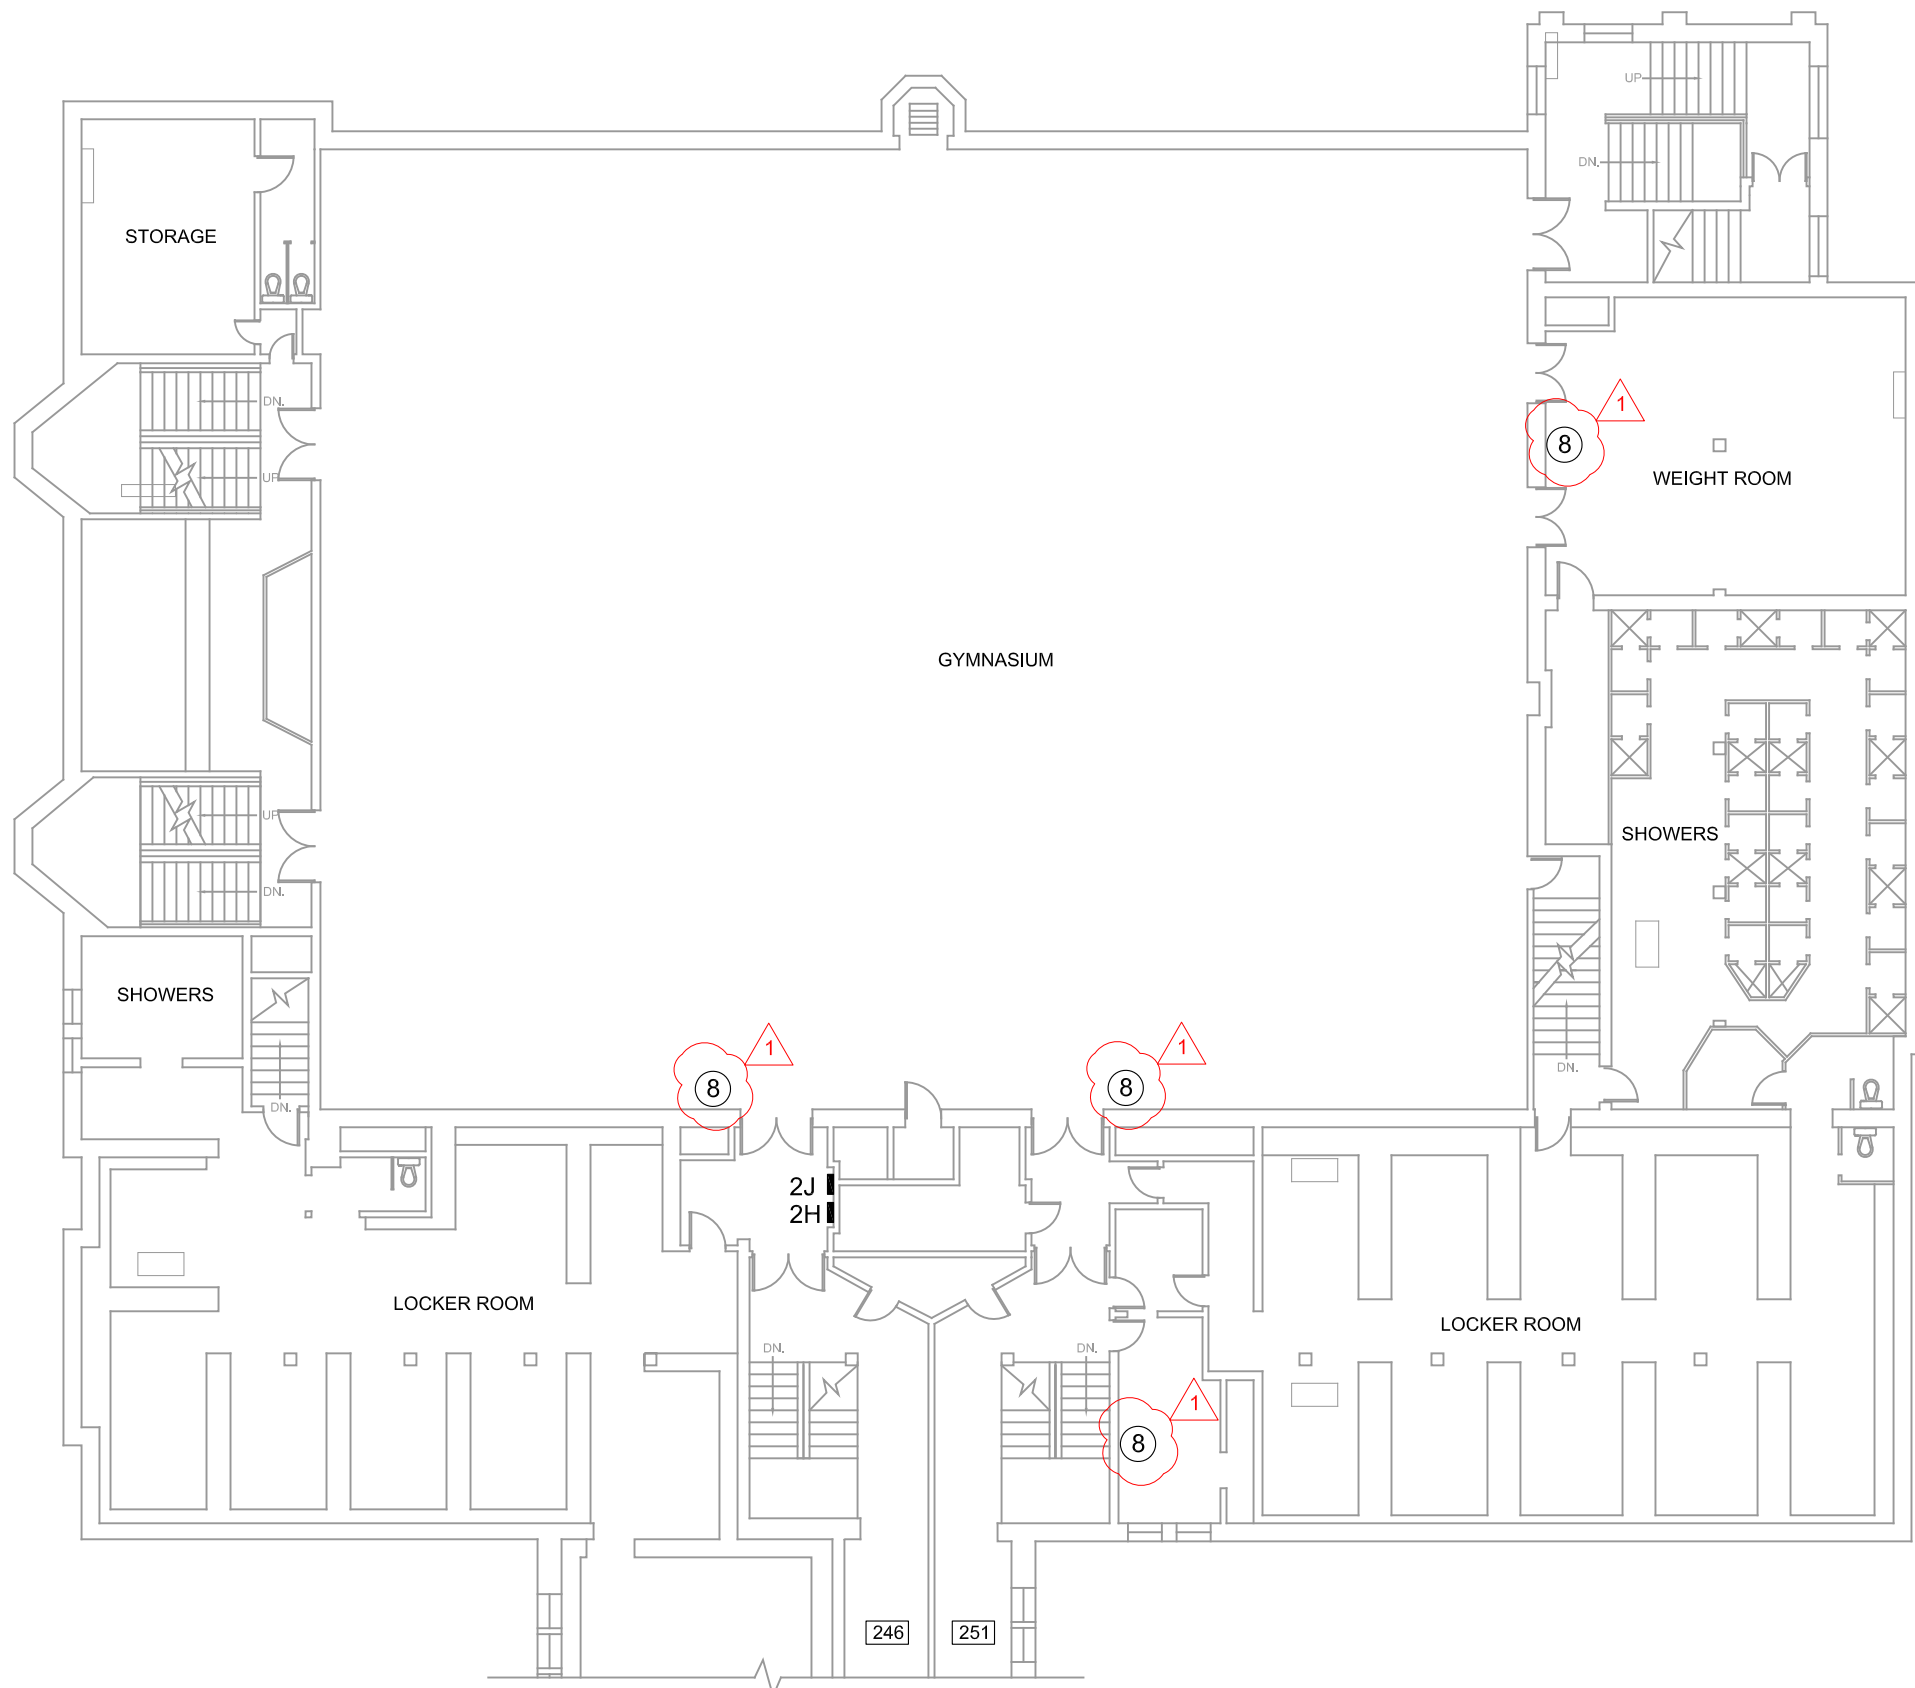 UP
DN.
STORAGE
DN.
1
8
UP
WEIGHT ROOM
GYMNASIUM
UP
SHOWERS
DN.
SHOWERS
1
1
8
8
DN.
DN.
2J
2H
LOCKER ROOM
LOCKER ROOM
DN.
DN.
1
8
246
251